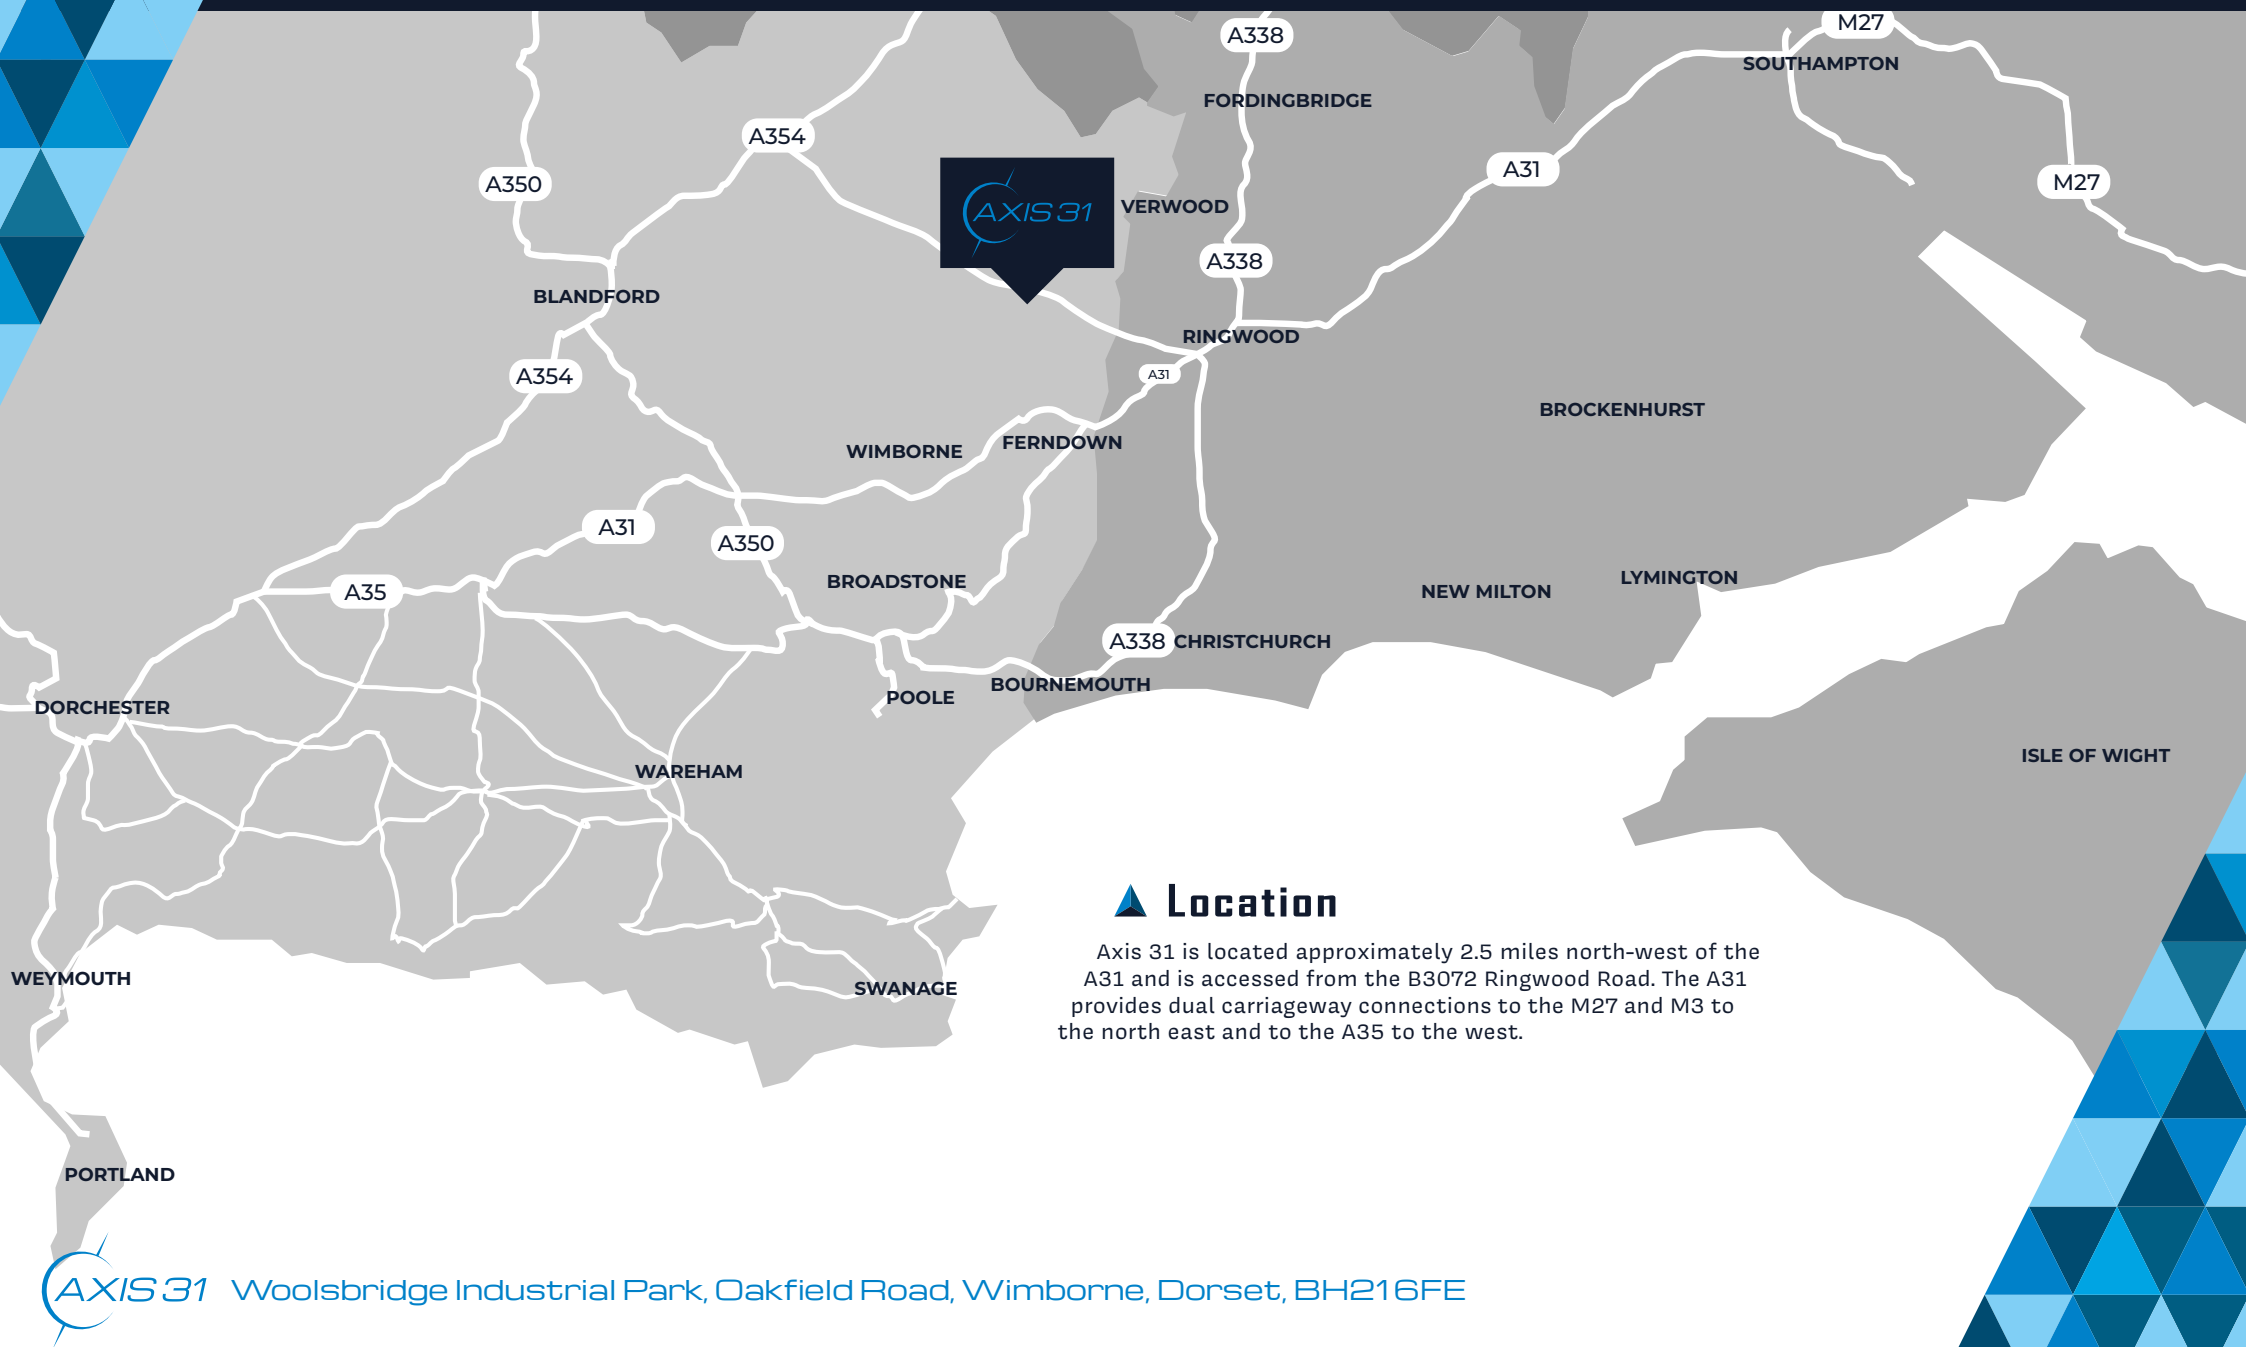 M27
A338
SOUTHAMPTON
FORDINGBRIDGE
A354
A31
A350
M27
AXIS 31
VERWOOD
A338
BLANDFORD
RINGWOOD
A354
A31
BROCKENHURST
WIMBORNE
FERNDOWN
A31
A350
BROADSTONE
LYMINGTON
A35
NEW MILTON
A338
CHRISTCHURCH
BOURNEMOUTH
POOLE
DORCHESTER
ISLE OF WIGHT
WAREHAM
Location
Axis 31 is located approximately 2.5 miles north-west of the
A31 and is accessed from the B3072 Ringwood Road. The A31
provides dual carriageway connections to the M27 and M3 to
the north east and to the A35 to the west.
WEYMOUTH
SWANAGE
PORTLAND
AXIS 31
Woolsbridge Industrial Park, Oakfield Road, Wimborne, Dorset, BH21 6FE